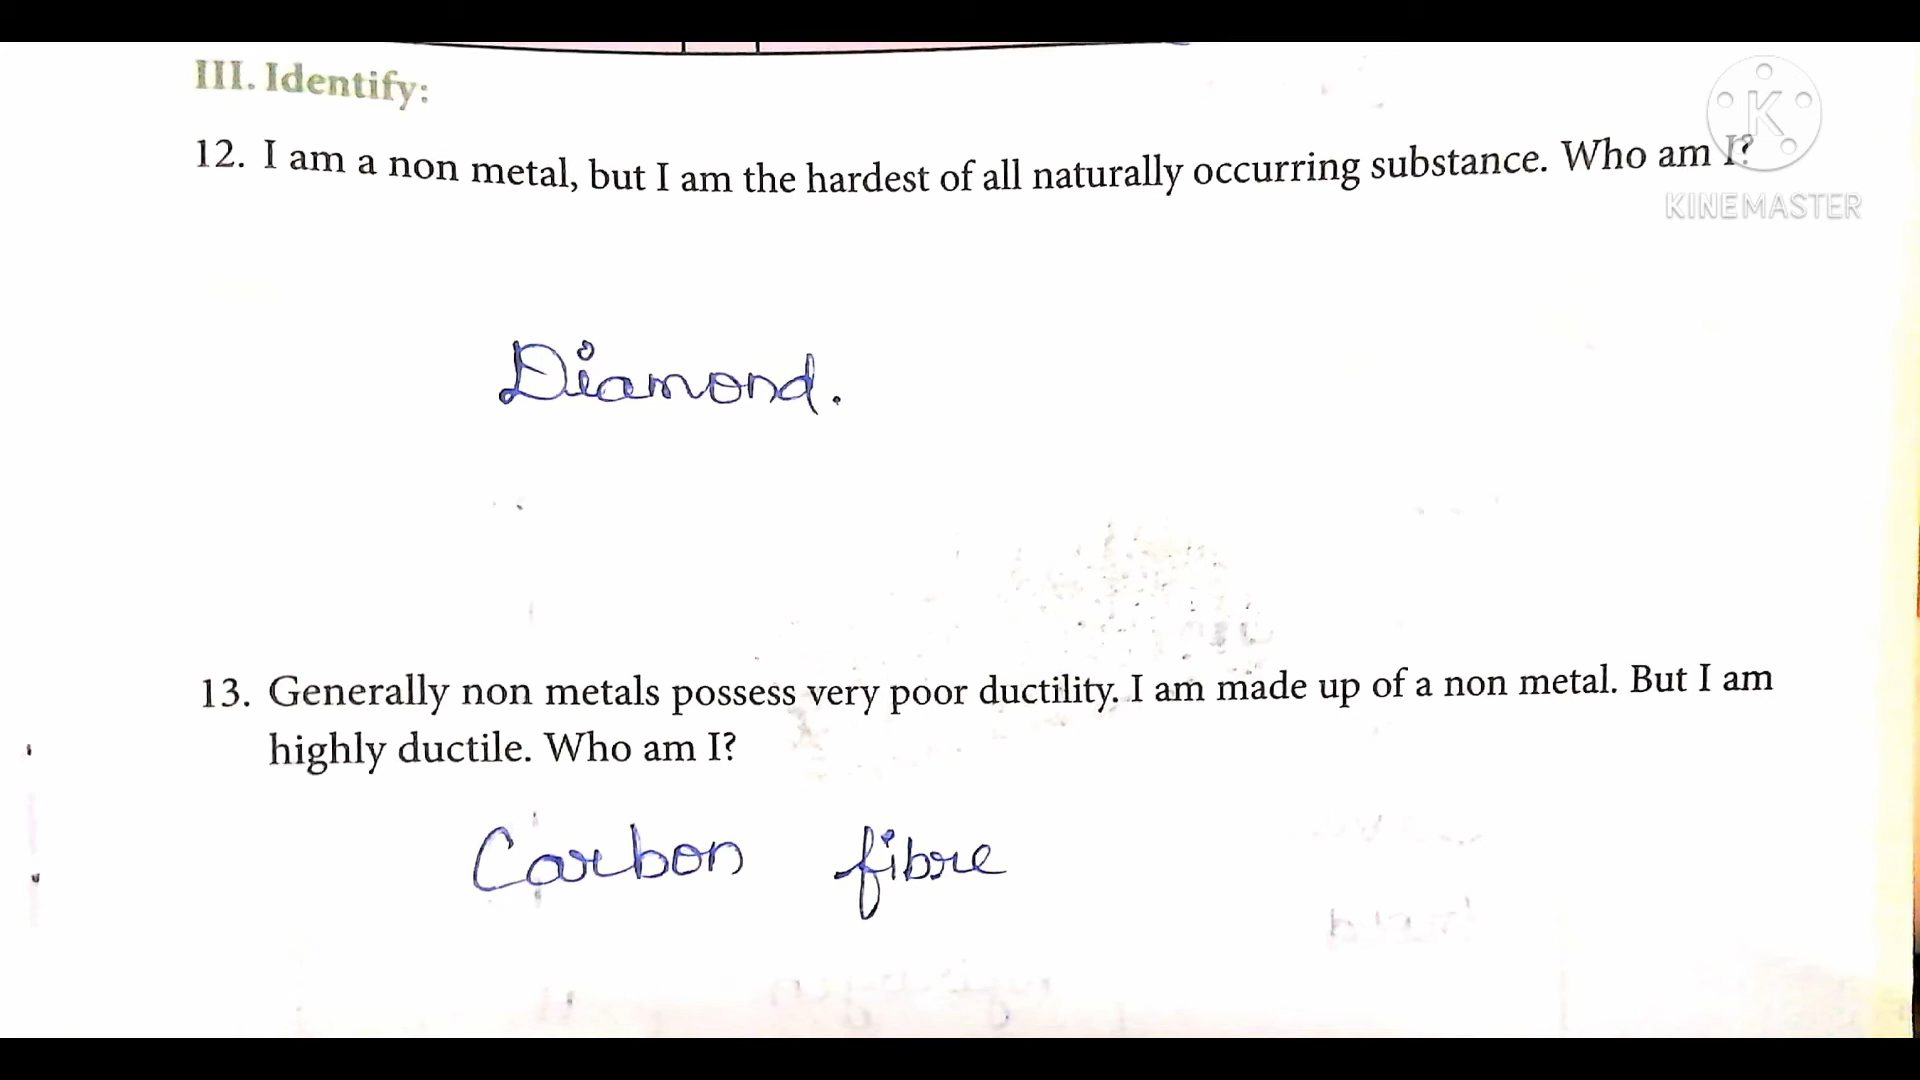 III. Identify:
12. I am a non metal, but I am the hardest of all naturally occurring substance. Who am I?
KINEMASTER
Diamond.
13. Generally non metals possess very poor ductility. I am made up of a non metal. But I am
highly ductile. Who am I?
Carbon fibre